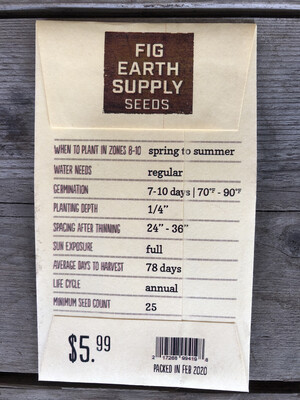 FIG
EARTH
SUPPLY
SEEDS
WHEN TO PLANT IN ZONES 8-10 spring to summer
WATER NEEDS regular
GERMINATION 7-10 days | 70°F - 90°F
PLANTING DEPTH 1/4"
SPACING AFTER THINNING 24" - 36"
SUN EXPOSURE full
AVERAGE DAYS TO HARVEST 78 days
LIFE CYCLE annual
MINIMUM SEED COUNT 25
$5.99
PACKED IN FEB 2020